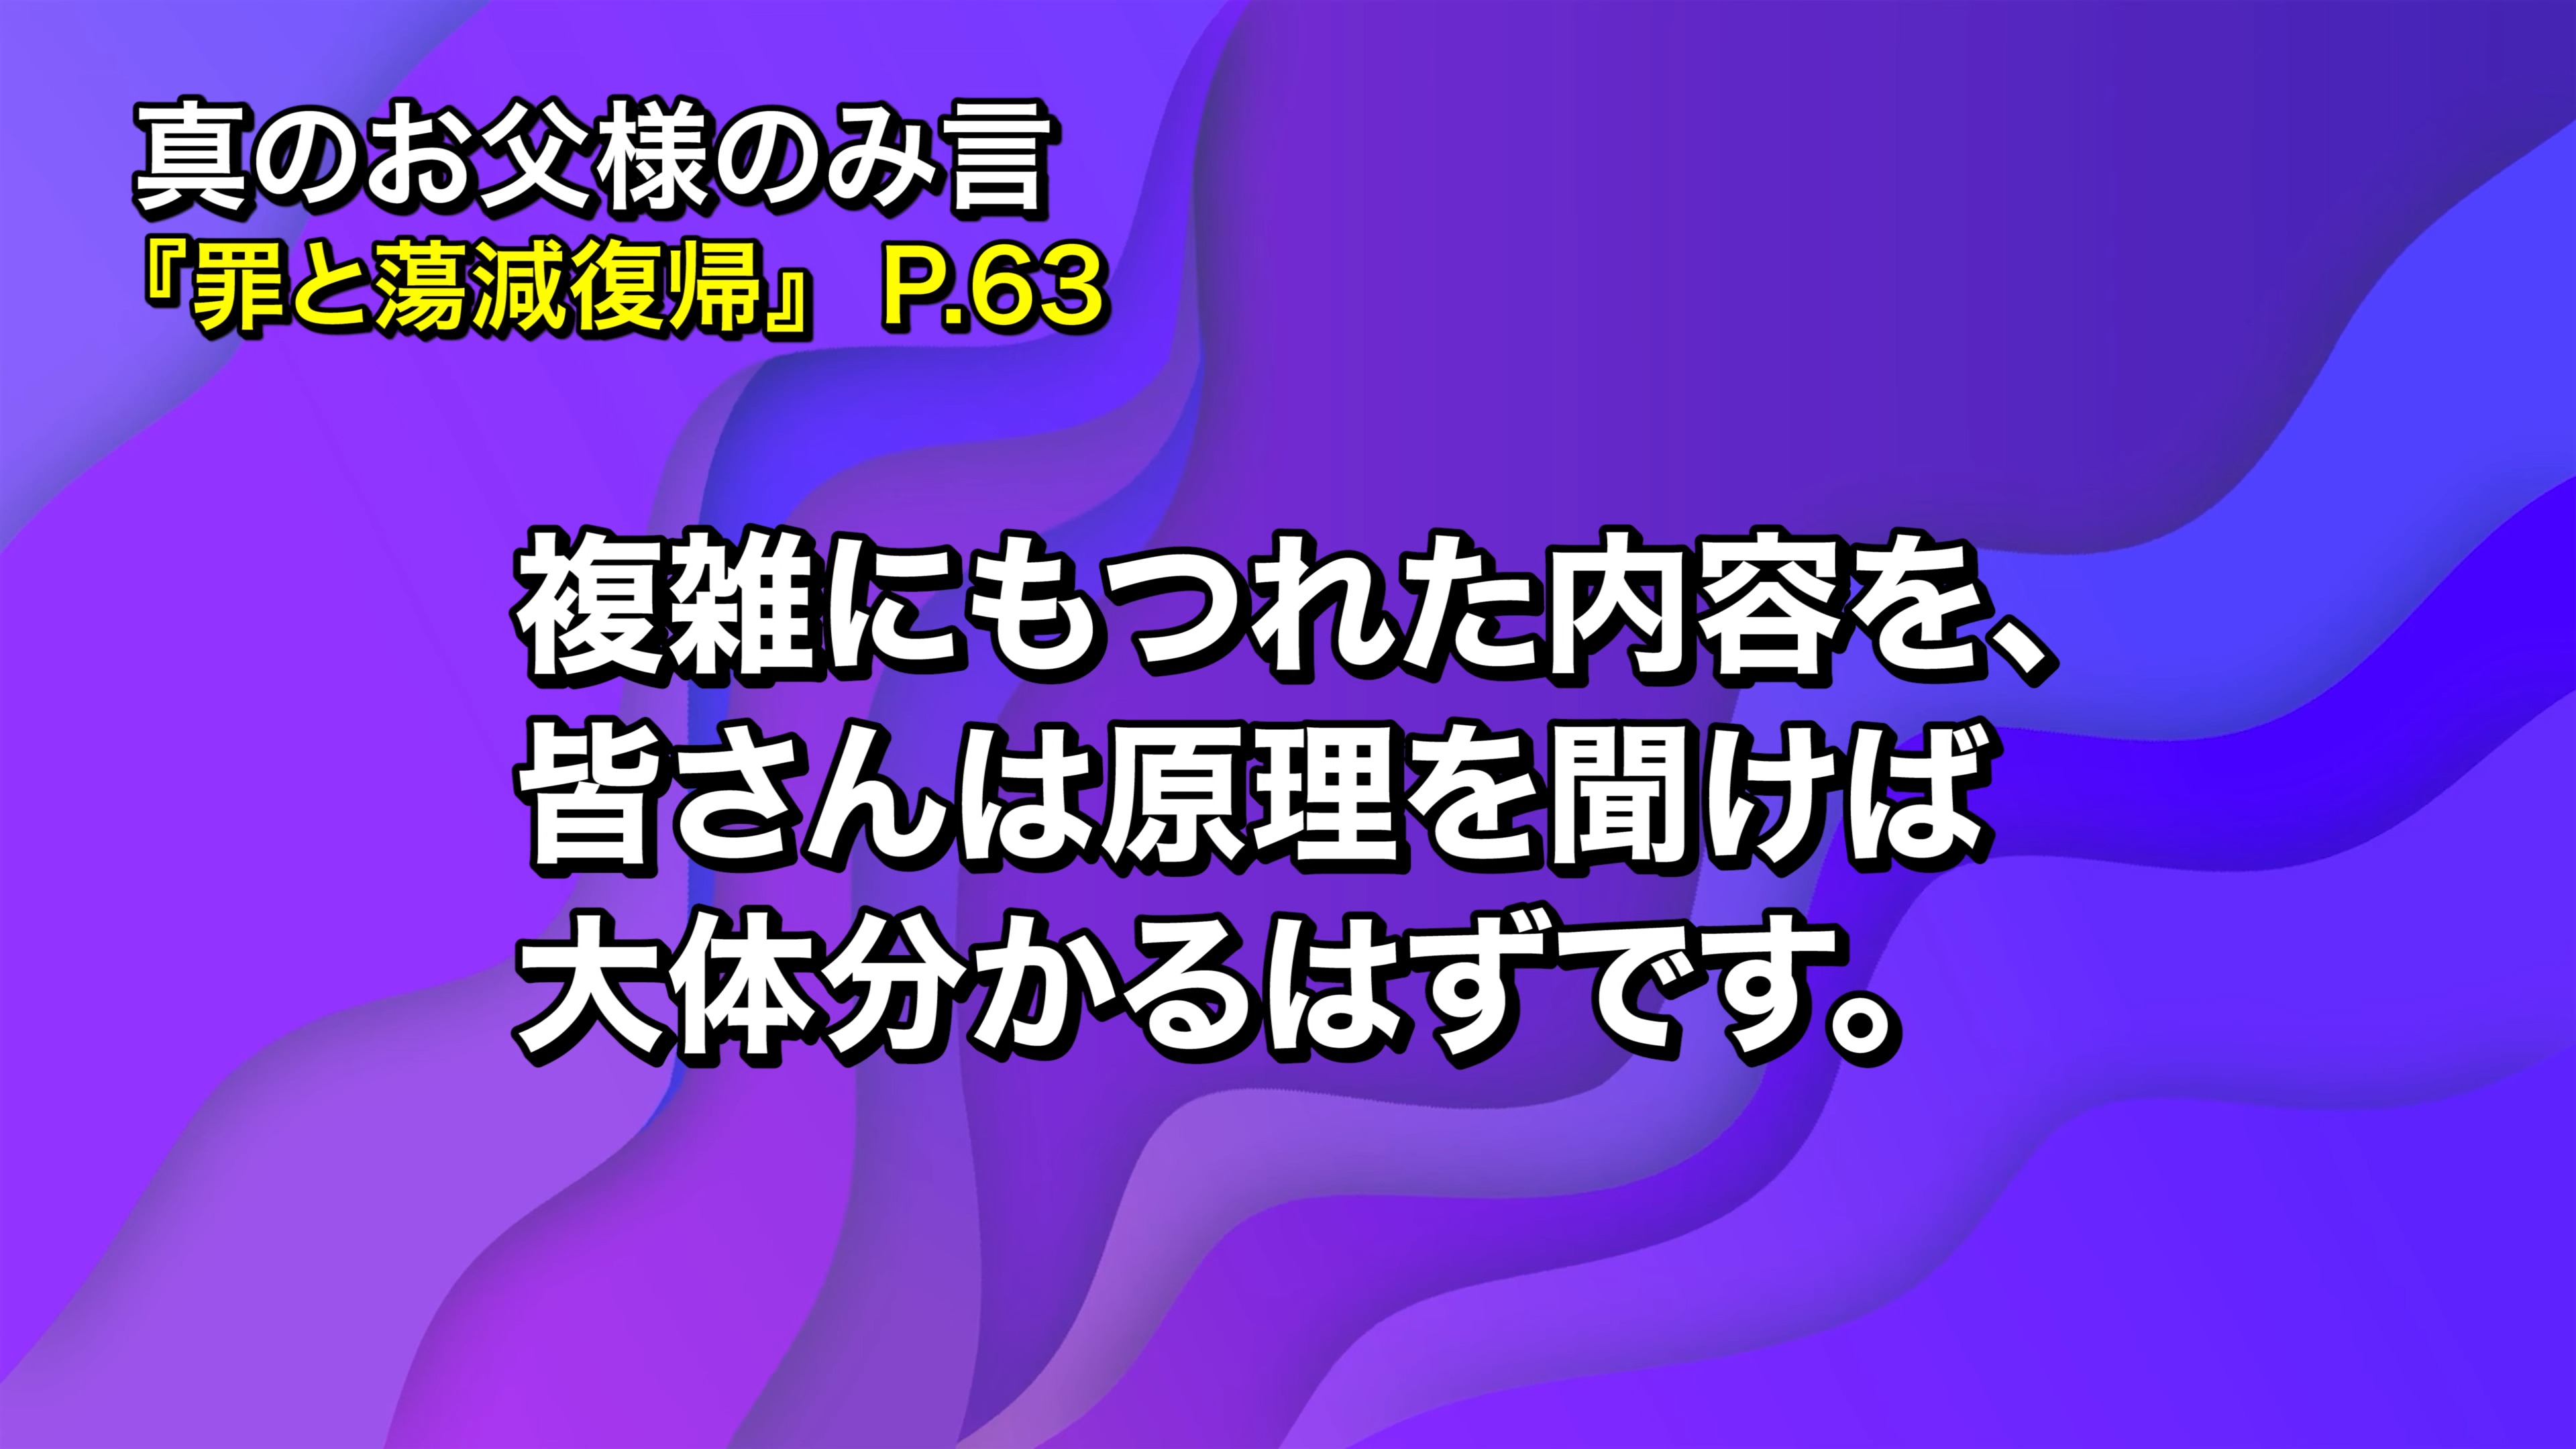 真のお父様のみ言
『罪と蕩減復帰』 P.63
複雑にもつれた内容を、
皆さんは原理を聞けば
大体分かるはずです。